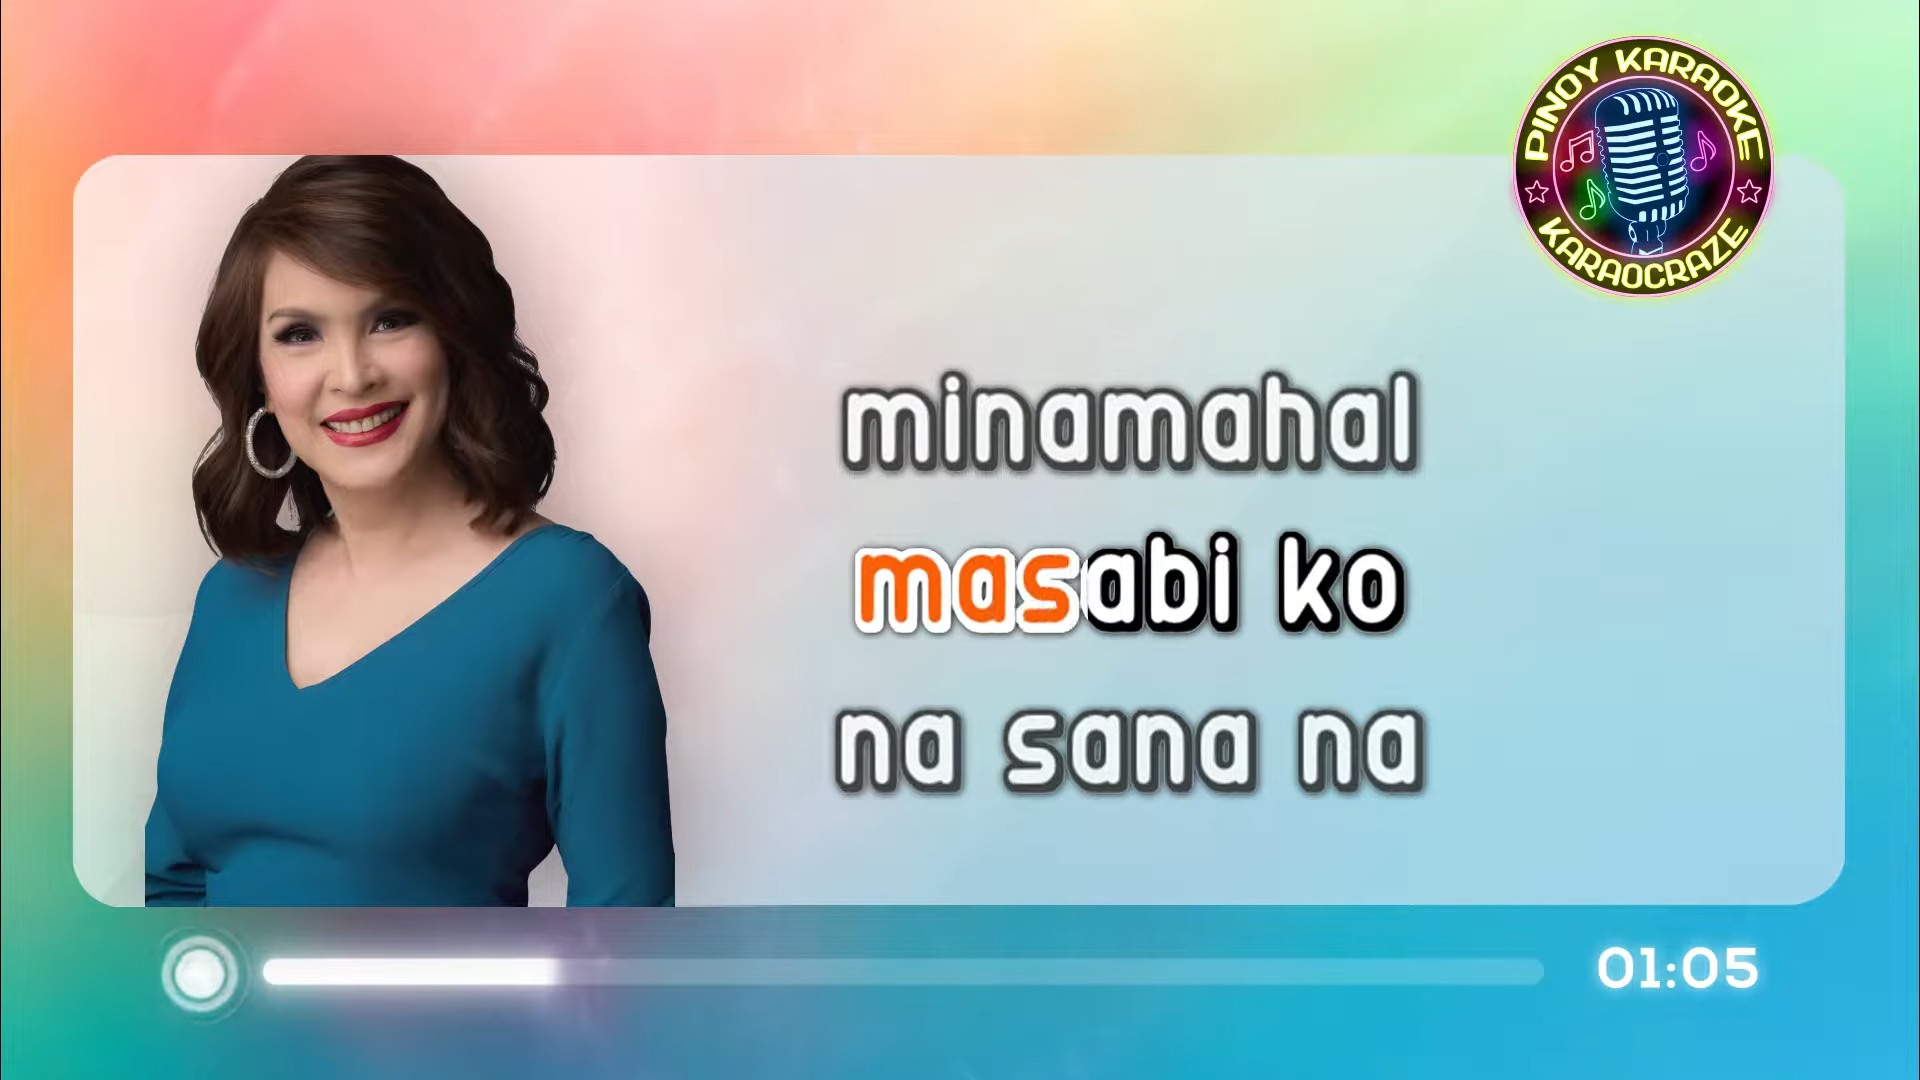 PINOY KARAOKE
KARAOCRAZE
minamahal
masabi ko
na sana na
01:05